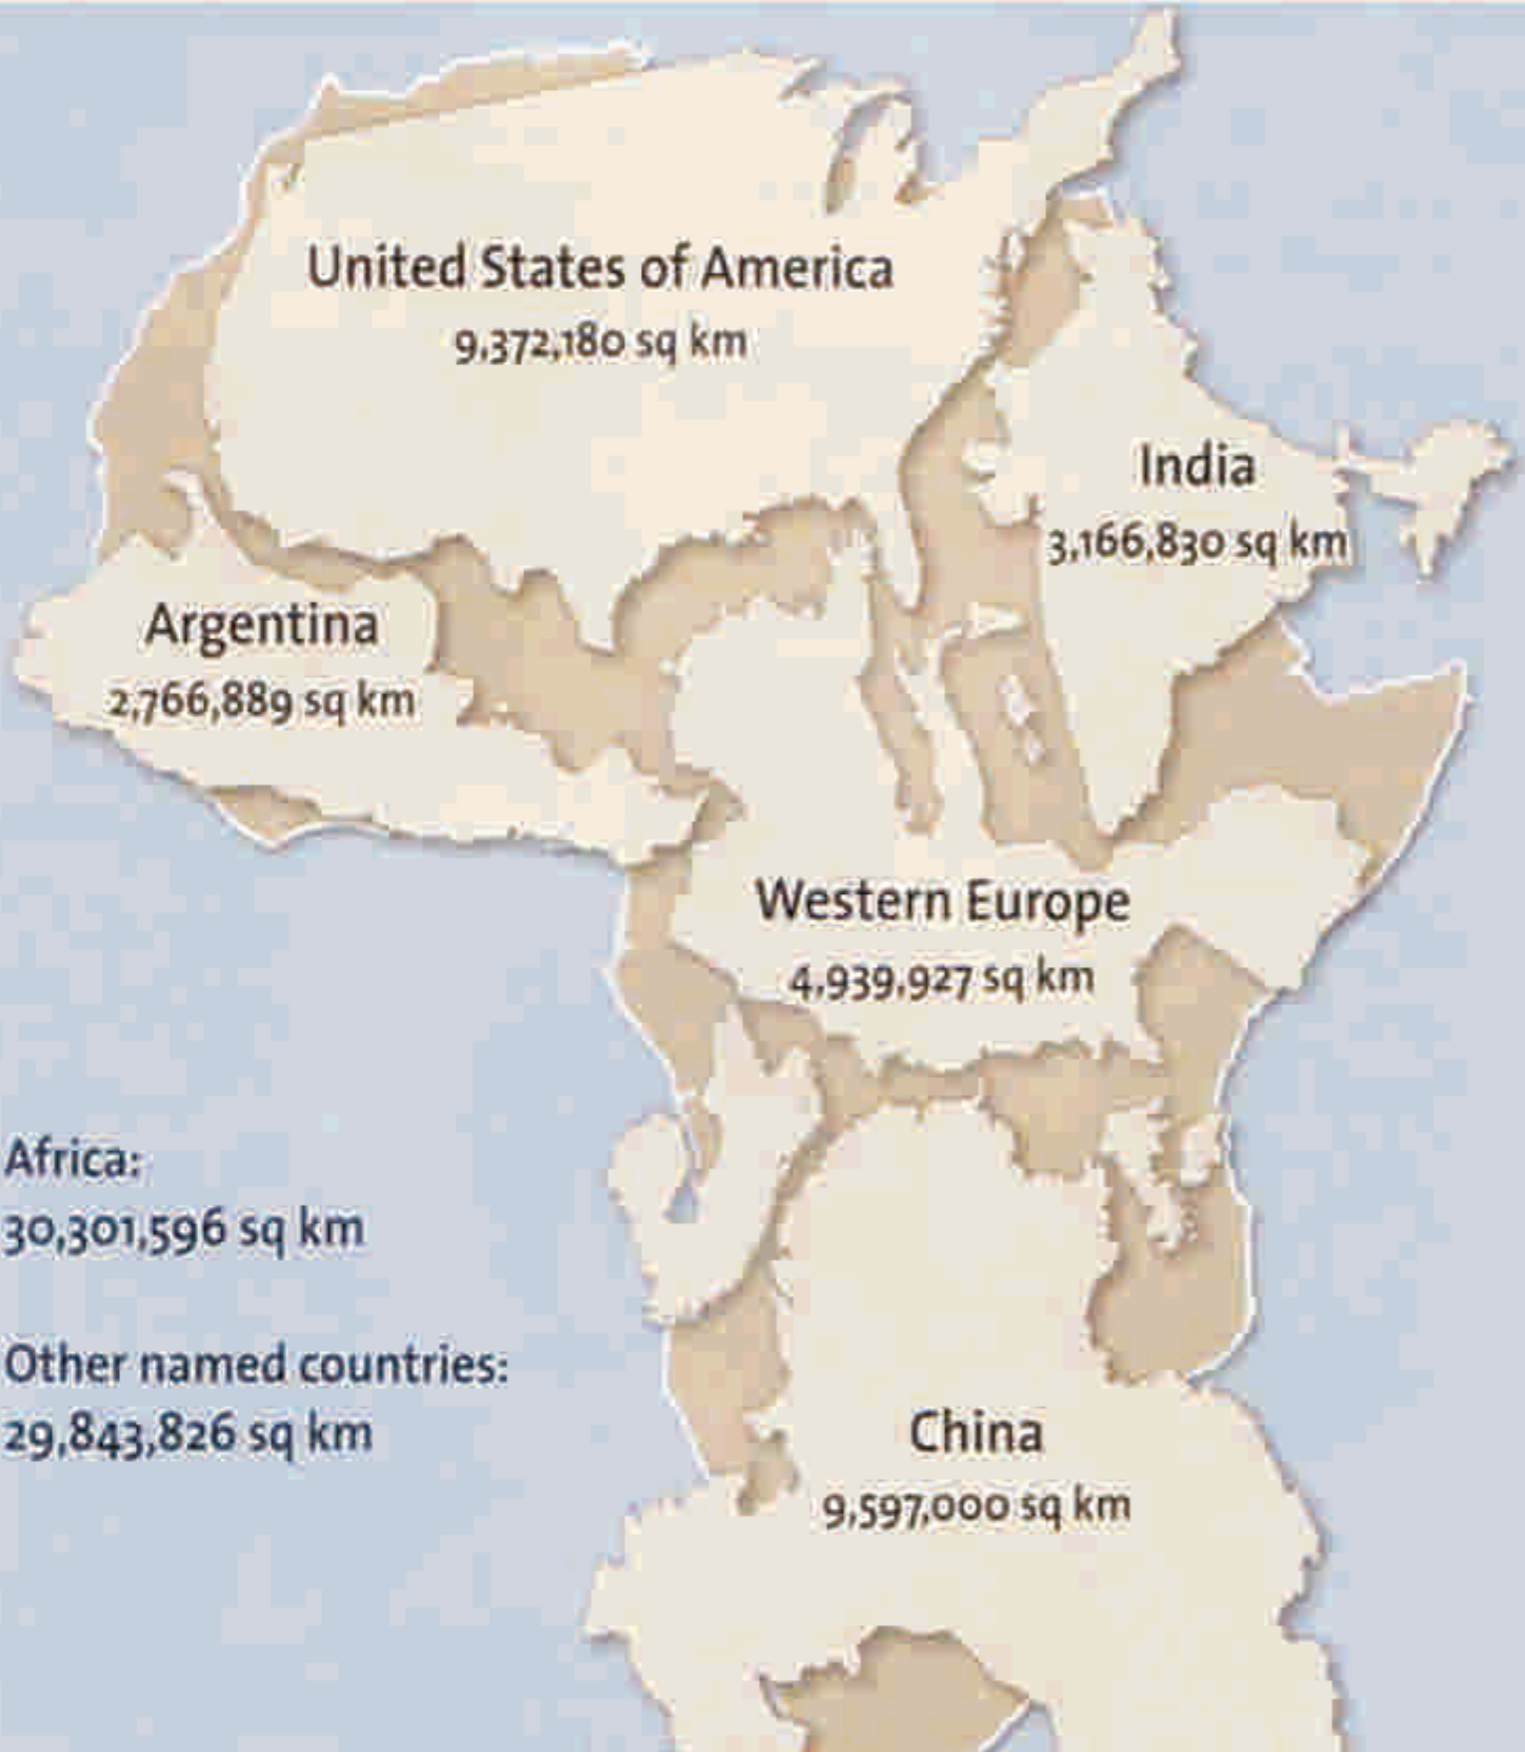 United States of America
9,372,180 sq km
India
3,166,830 sq km
Argentina
2,766,889 sq km
Western Europe
4,939,927 sq km
Africa:
30,301,596 sq km
Other named countries:
29,843,826 sq km
China
9,597,000 sq km